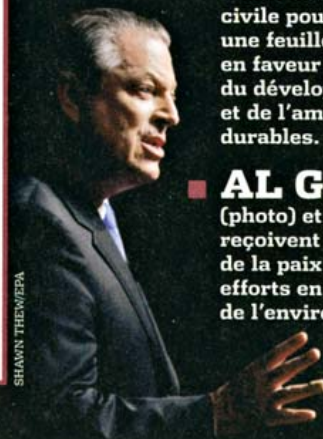 civile pou
une feuille
en faveur
du dévelo
et de l'am
durables.
AL G
(photo) et
reçoivent
de la paix
efforts en
de l'enviro
SHAWN THEW/EPA